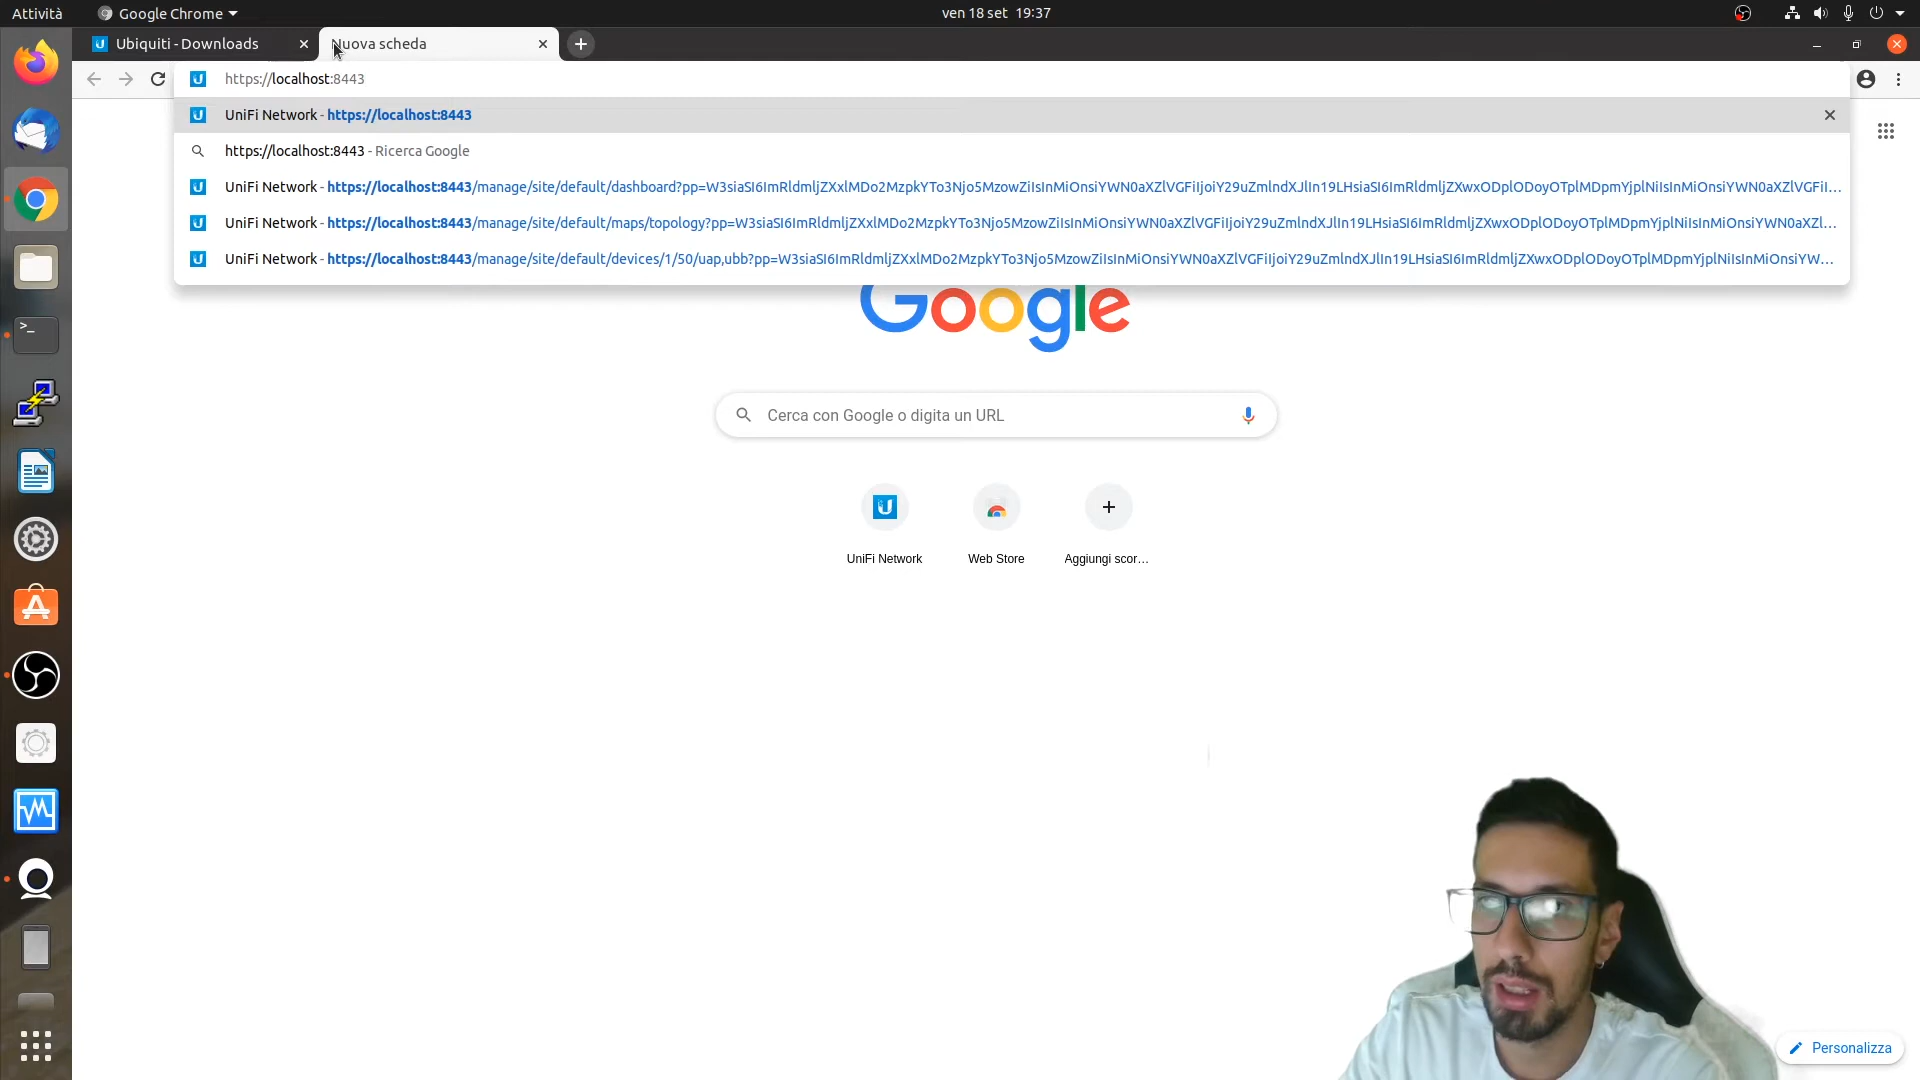 Attività
Google Chrome
ven 18 set 19:37
Ubiquiti - Downloads
Nuova scheda
https://localhost:8443
UniFi Network - https://localhost:8443
https://localhost:8443 - Ricerca Google
UniFi Network - https://localhost:8443/manage/site/default/dashboard?pp=
UniFi Network - https://localhost:8443/manage/site/default/maps/topology?pp=
UniFi Network - https://localhost:8443/manage/site/default/devices/1/50/uap,ubb?pp=
Google
Cerca con Google o digita un URL
UniFi Network
Web Store
Aggiungi scor...
Personalizza